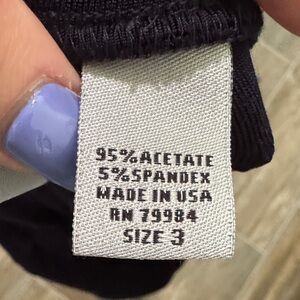 95%ACETATE
5%SPANDEX
MADE IN USA
RN 79984
SIZE 3